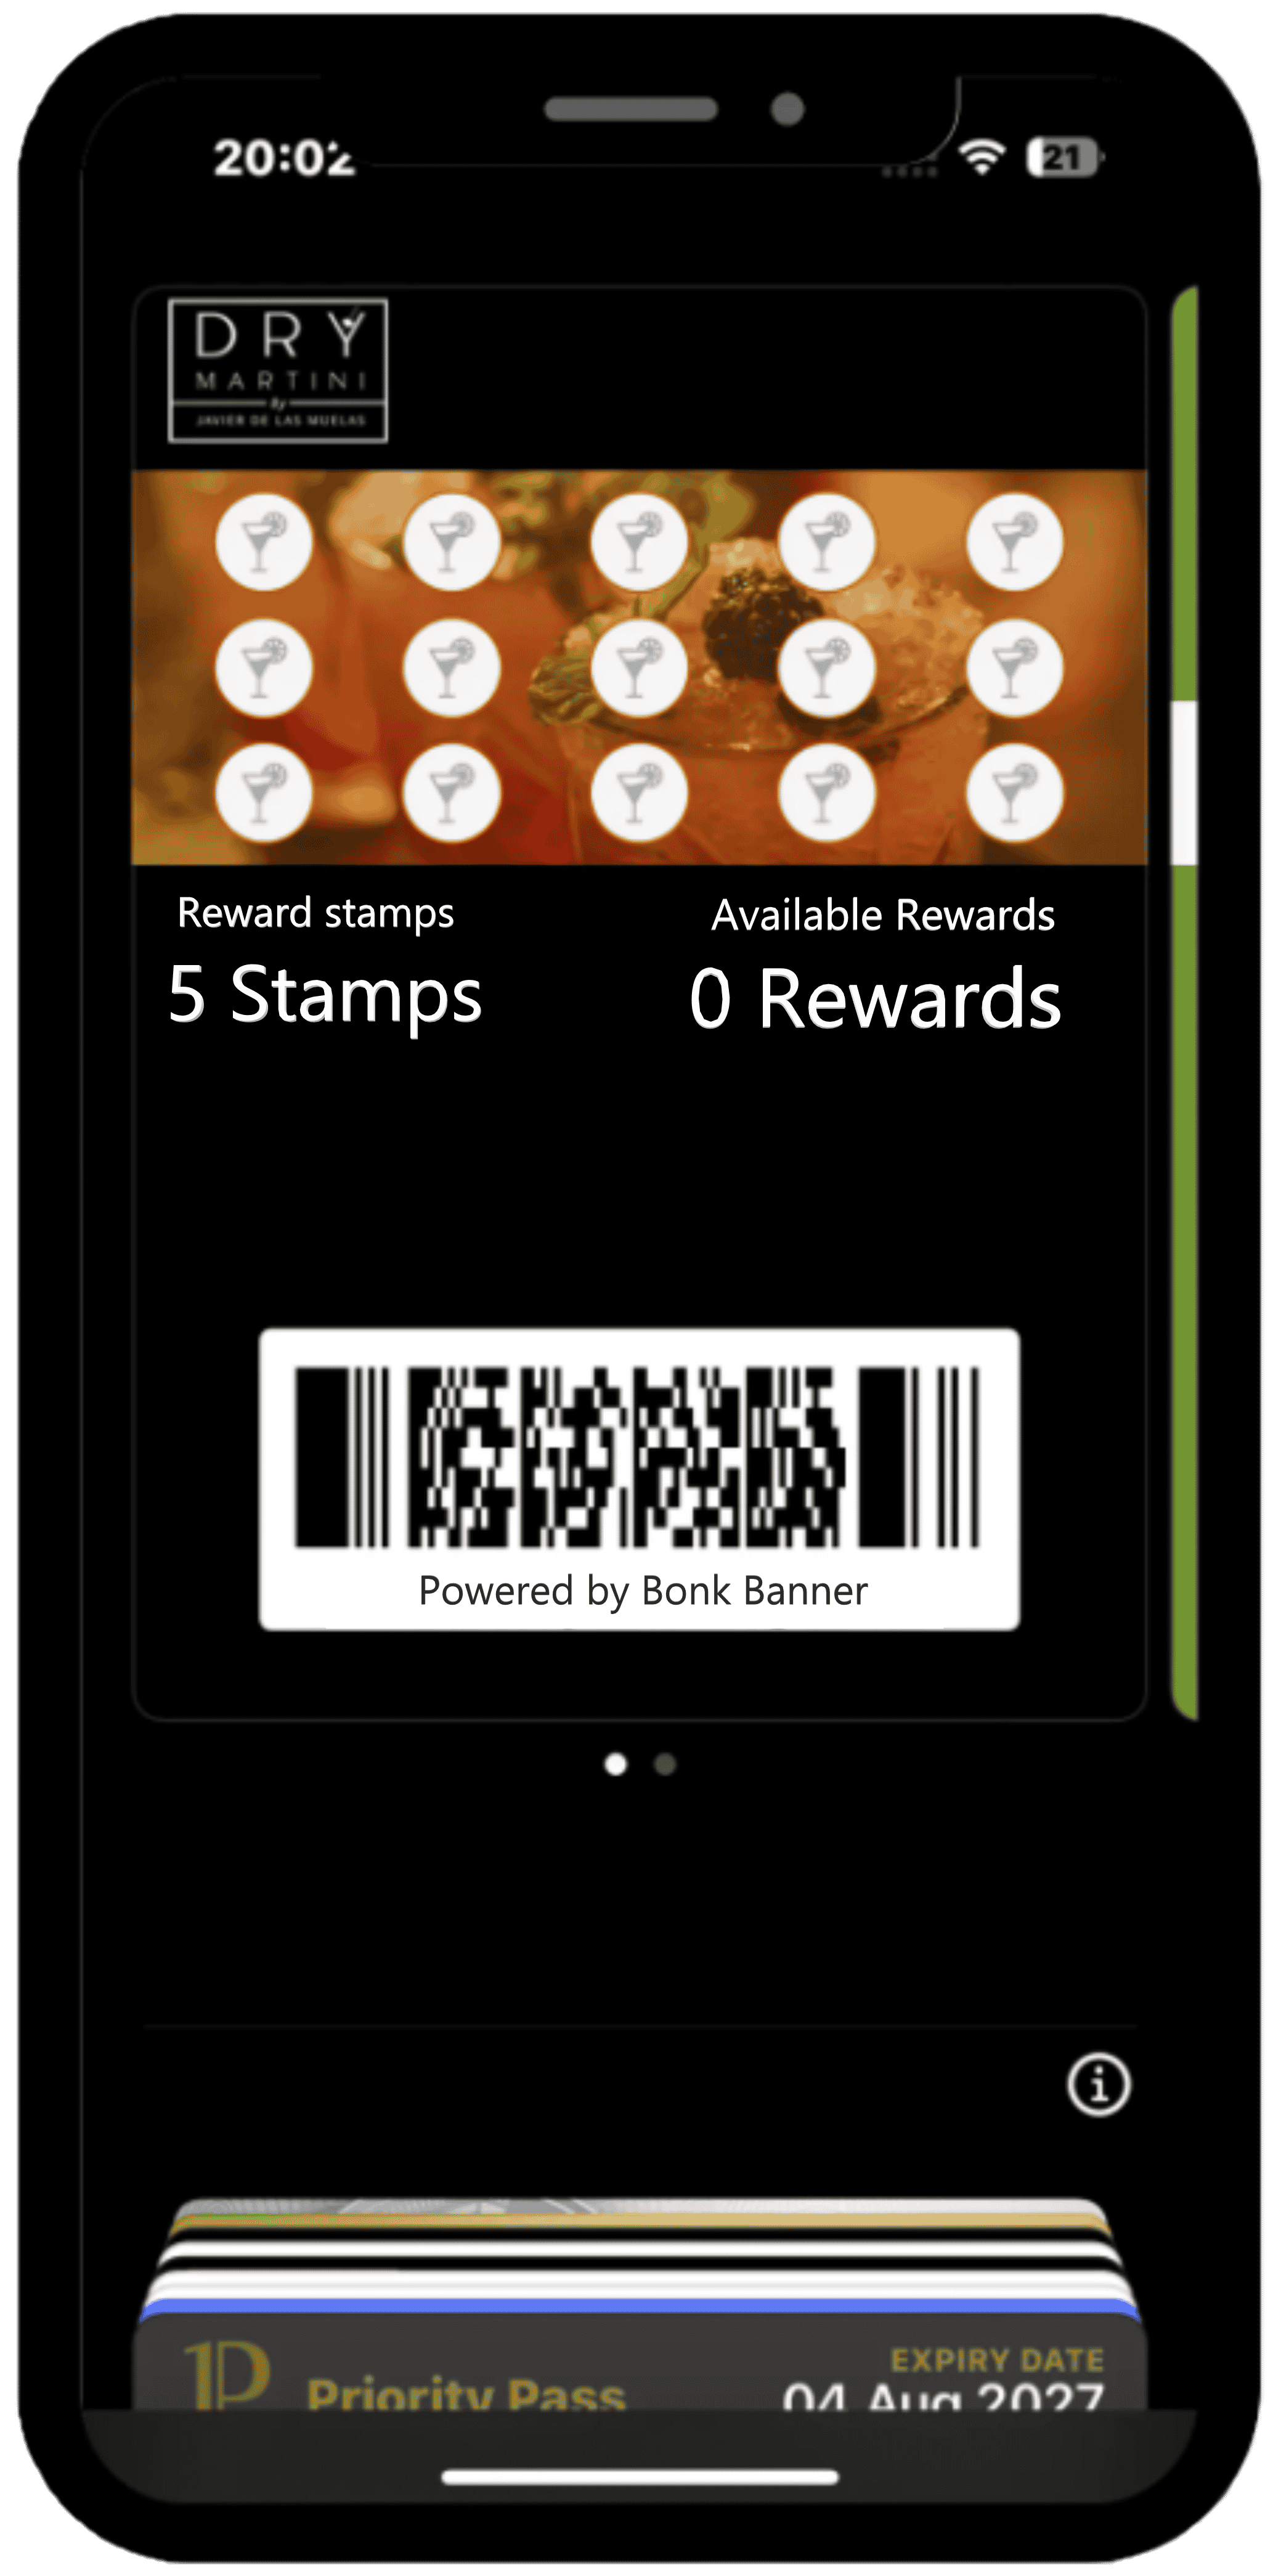 20:02
21
DRY
MARTINI
By
JAVIER DE LAS MUELAS
Reward stamps
Available Rewards
5 Stamps
0 Rewards
Powered by Bonk Banner
EXPIRY DATE
Priority Pass
04 Aug 2027